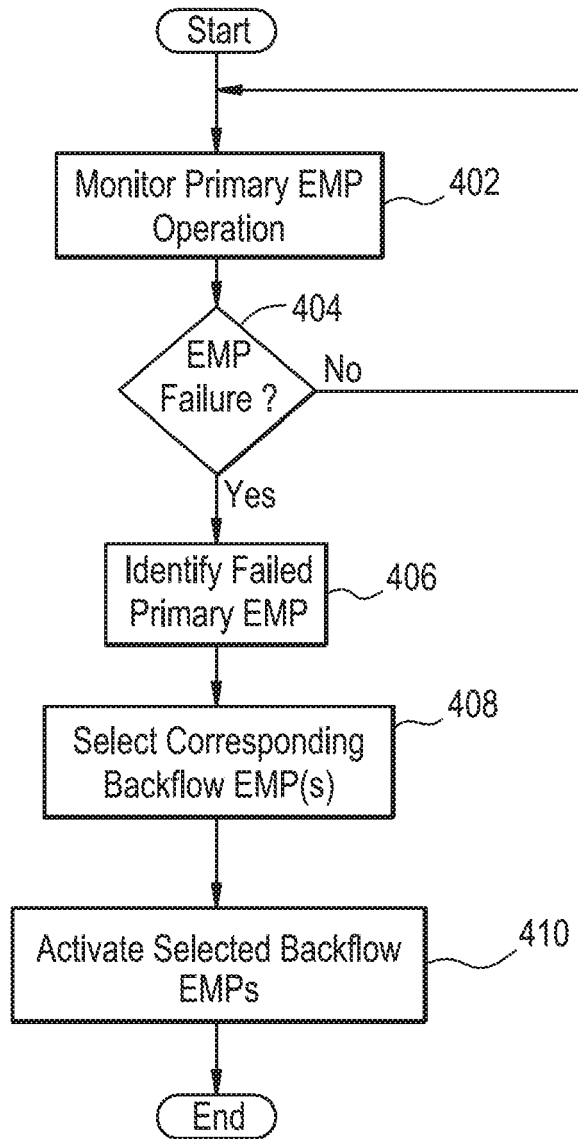 Start
Monitor Primary EMP
Operation
402
404
EMP
Failure ?
No
Yes
Identify Failed
Primary EMP
406
408
Select Corresponding
Backflow EMP(s)
Activate Selected Backflow
EMPs
410
End